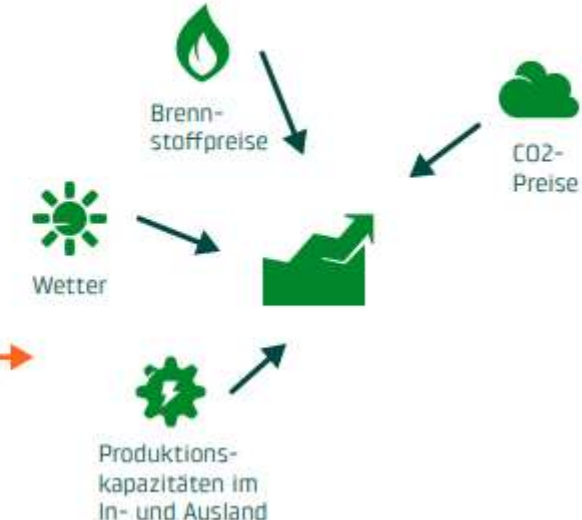 Brenn-
stoffpreise
CO2-
Preise
Wetter
Produktions-
kapazitäten im
In- und Ausland